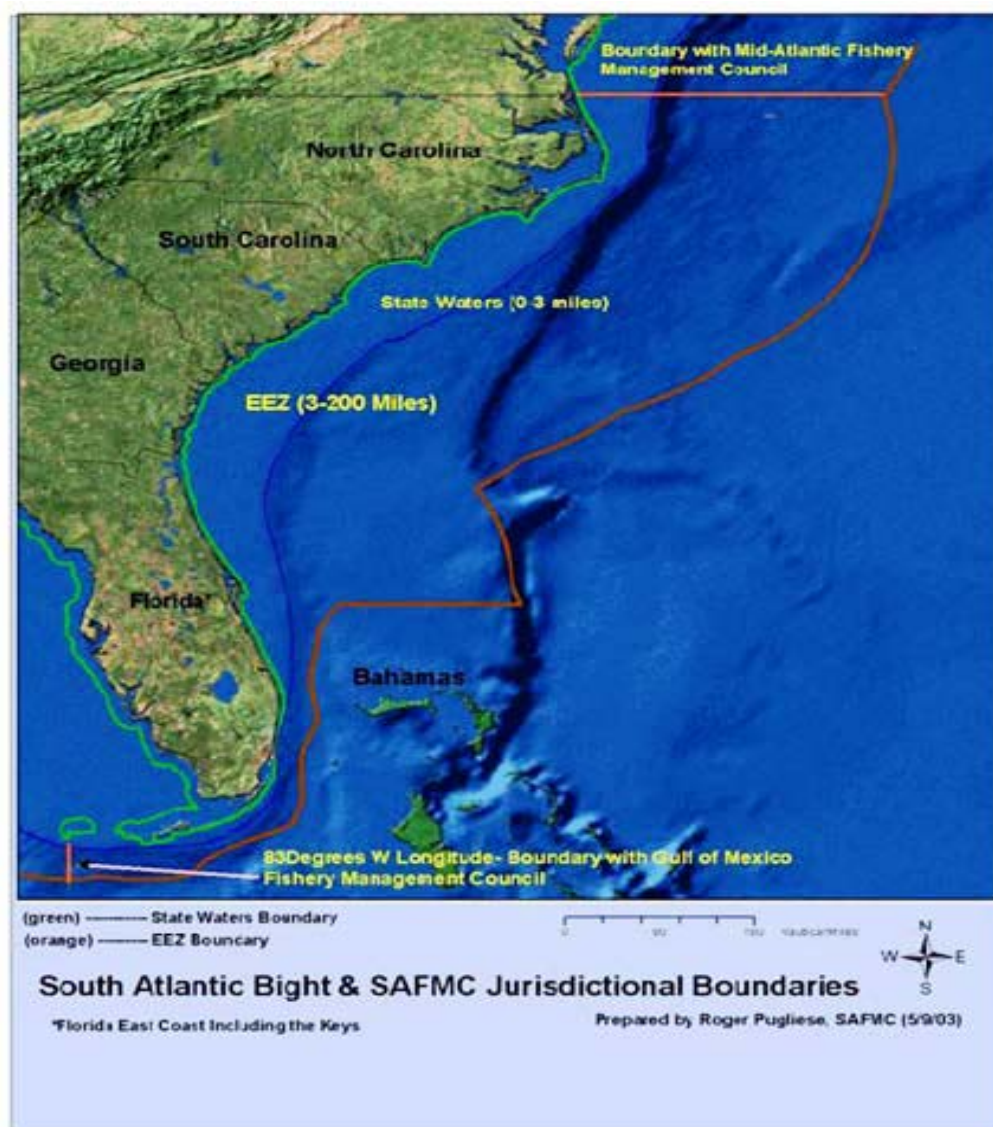 Boundary with Mid-Atlantic Fishery
Management Council
North Carolina
South Carolina
State Waters (0-3 miles)
Georgia
EEZ (3-200 Miles)
Florida*
Bahamas
83Degrees W Longitude- Boundary with Gulf of Mexico
Fishery Management Council
(green) ---------- State Waters Boundary
(orange) --------- EEZ Boundary
0
N
W E
S
South Atlantic Bight & SAFMC Jurisdictional Boundaries
*Florida East Coast Including the Keys
Prepared by Roger Pugliese, SAFMC (5/9/03)